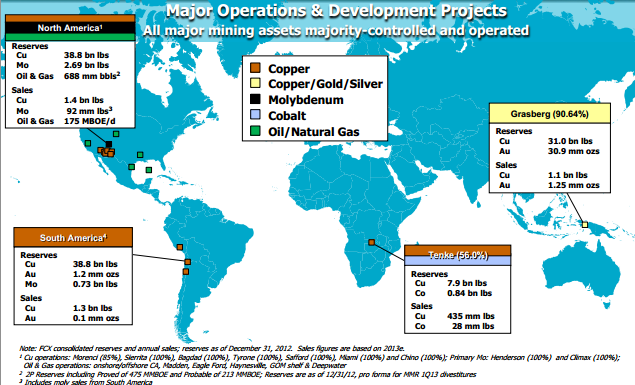 Major Operations & Development Projects
All major mining assets majority-controlled and operated
North America¹
Reserves
Cu 38.8 bn lbs
Mo 2.69 bn lbs
Oil & Gas 688 mm bbls²
Sales
Cu 1.4 bn lbs
Mo 92 mm lbs³
Oil & Gas 175 MBOE/d
Copper
Copper/Gold/Silver
Molybdenum
Cobalt
Oil/Natural Gas
Grasberg (90.64%)
Reserves
Cu 31.0 bn lbs
Au 30.9 mm ozs
Sales
Cu 1.1 bn lbs
Au 1.25 mm ozs
South America⁴
Reserves
Cu 38.8 bn lbs
Au 1.2 mm ozs
Mo 0.73 bn lbs
Sales
Cu 1.3 bn lbs
Au 0.1 mm ozs
Tenke (56.0%)
Reserves
Cu 7.9 bn lbs
Co 0.84 bn lbs
Sales
Cu 435 mm lbs
Co 28 mm lbs
Note: FCX consolidated reserves and annual sales; reserves as of December 31, 2012. Sales figures are based on 2013e.
¹ Cu operations: Morenci (85%), Sierrita (100%), Bagdad (100%), Tyrone (100%), Safford (100%), Miami (100%) and Chino (100%); Primary Mo: Henderson (100%) and Climax (100%);
Oil & Gas operations: onshore/offshore CA, Madden, Eagle Ford, Haynesville, GOM shelf & Deepwater
² 2P Reserves including Proved of 475 MMBOE and Probable of 213 MMBOE; Reserves are as of 12/31/12, pro forma for MMR 1Q13 divestitures
³ Includes moly sales from South America